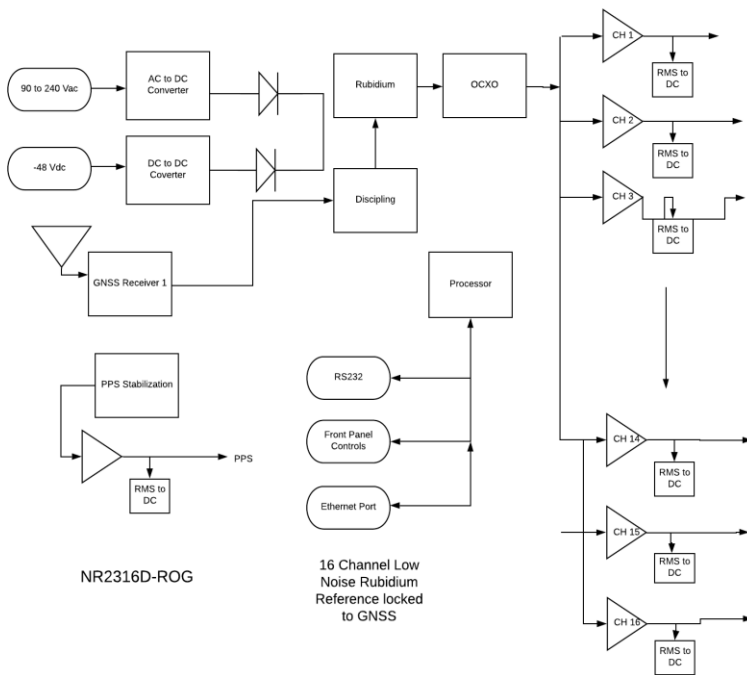 90 to 240 Vac
AC to DC
Converter
-48 Vdc
DC to DC
Coverter
GNSS Receiver 1
Rubidium
OCXO
Discipling
Processor
RS232
Front Panel
Controls
Ethernet Port
PPS Stabilization
PPS
RMS to
DC
NR2316D-ROG
16 Channel Low
Noise Rubidium
Reference locked
to GNSS
CH 1
RMS to
DC
CH 2
RMS to
DC
CH 3
RMS to
DC
CH 14
RMS to
DC
CH 15
RMS to
DC
CH 16
RMS to
DC